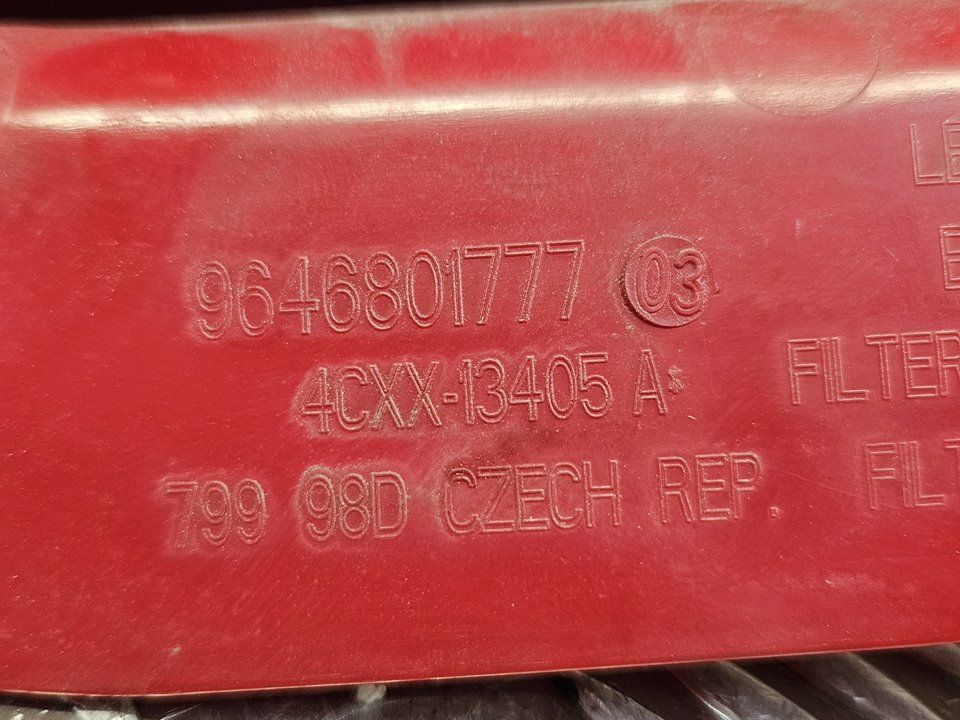 9646801777 03
4CXX-13405 A
799 98D CZECH REP.
FILTER